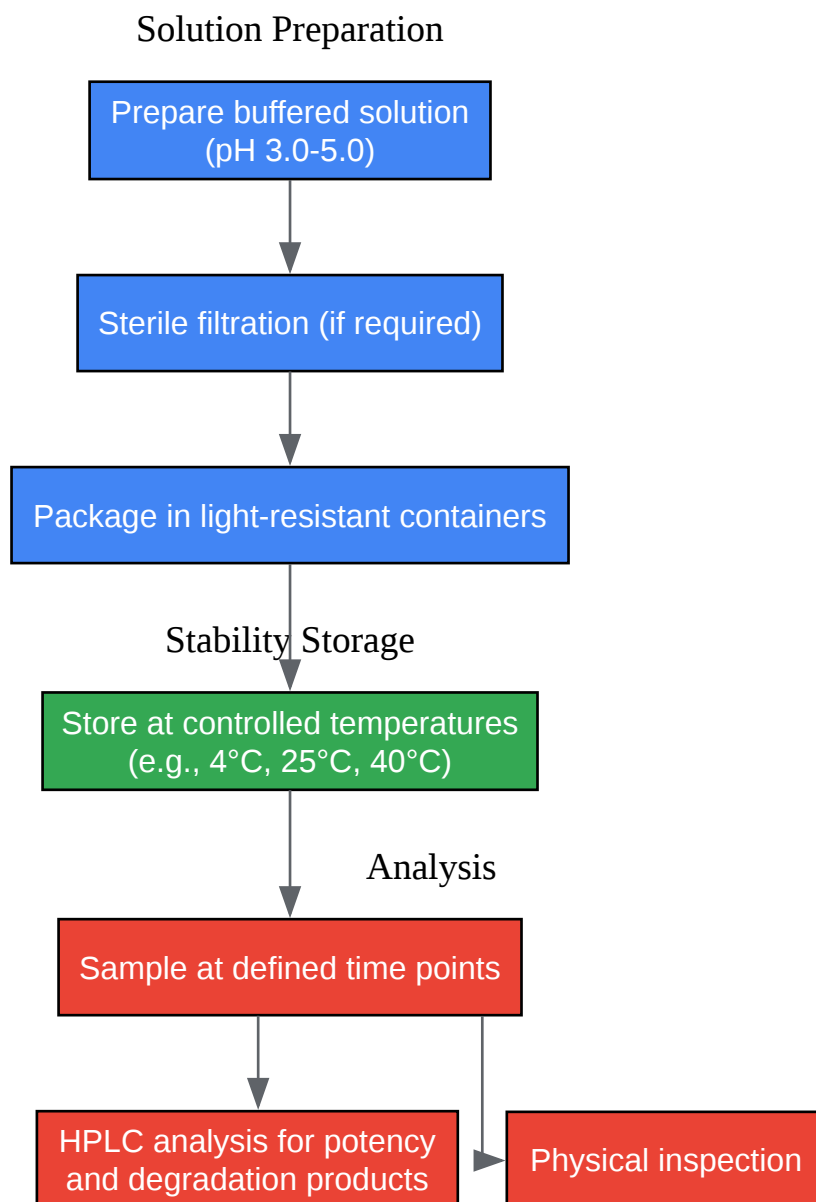 Solution Preparation
Prepare buffered solution
(pH 3.0-5.0)
Sterile filtration (if required)
Package in light-resistant containers
Stability Storage
Store at controlled temperatures
(e.g., 4°C, 25°C, 40°C)
Analysis
Sample at defined time points
HPLC analysis for potency
and degradation products
Physical inspection